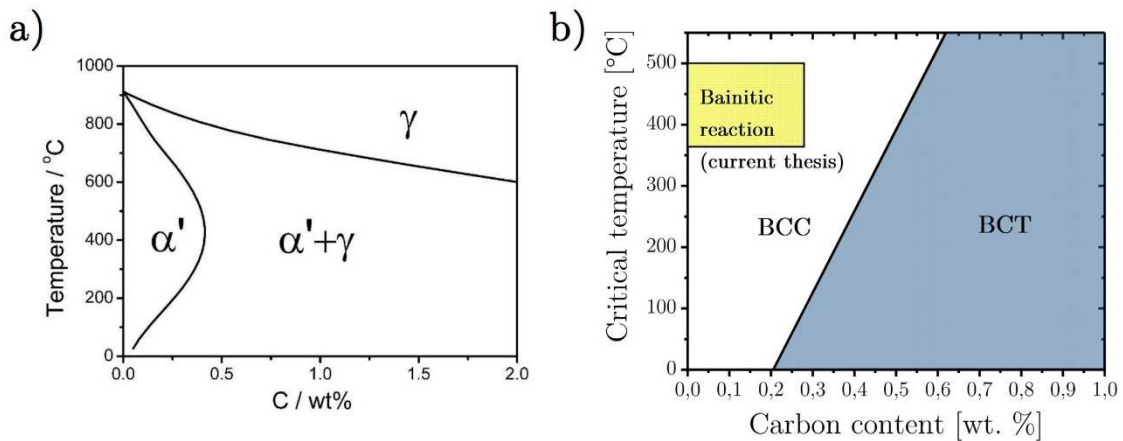 a)
1000
800
600
400
200
0
Temperature / °C
γ
α'
α'+γ
0.0
0.5
1.0
1.5
2.0
C / wt%
b)
500
400
300
200
100
0
Critical temperature [°C]
Bainitic
reaction
(current thesis)
BCC
BCT
0,0
0,1
0,2
0,3
0,4
0,5
0,6
0,7
0,8
0,9
1,0
Carbon content [wt. %]